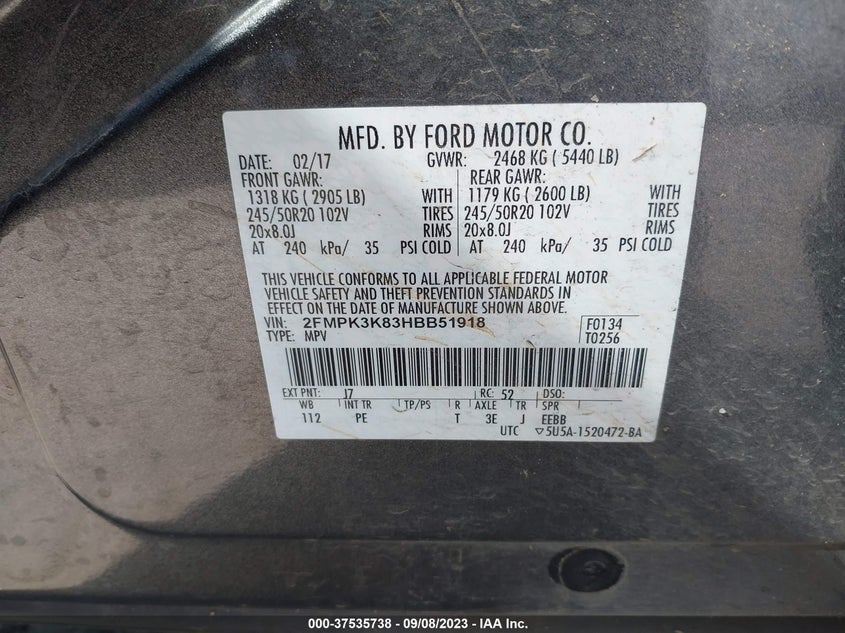 MFD. BY FORD MOTOR CO.
DATE: 02/17 GVWR: 2468 KG ( 5440 LB)
FRONT GAWR: REAR GAWR:
1318 KG ( 2905 LB) WITH 1179 KG ( 2600 LB) WITH
245/50R20 102V TIRES 245/50R20 102V TIRES
20x8.0J RIMS 20x8.0J RIMS
AT 240 kPa/ 35 PSI COLD AT 240 kPa/ 35 PSI COLD
THIS VEHICLE CONFORMS TO ALL APPLICABLE FEDERAL MOTOR
VEHICLE SAFETY AND THEFT PREVENTION STANDARDS IN
EFFECT ON THE DATE OF MANUFACTURE SHOWN ABOVE.
VIN: 2FMPK3K83HBB51918 F0134
TYPE: MPV T0256
EXT PNT: J7 RC: 52 DSO:
WB INT TR TP/PS R AXLE TR SPR
112 PE T 3E J EEBB
UTC ▽5U5A-1520472-BA
000-37535738 - 09/08/2023 - IAA Inc.